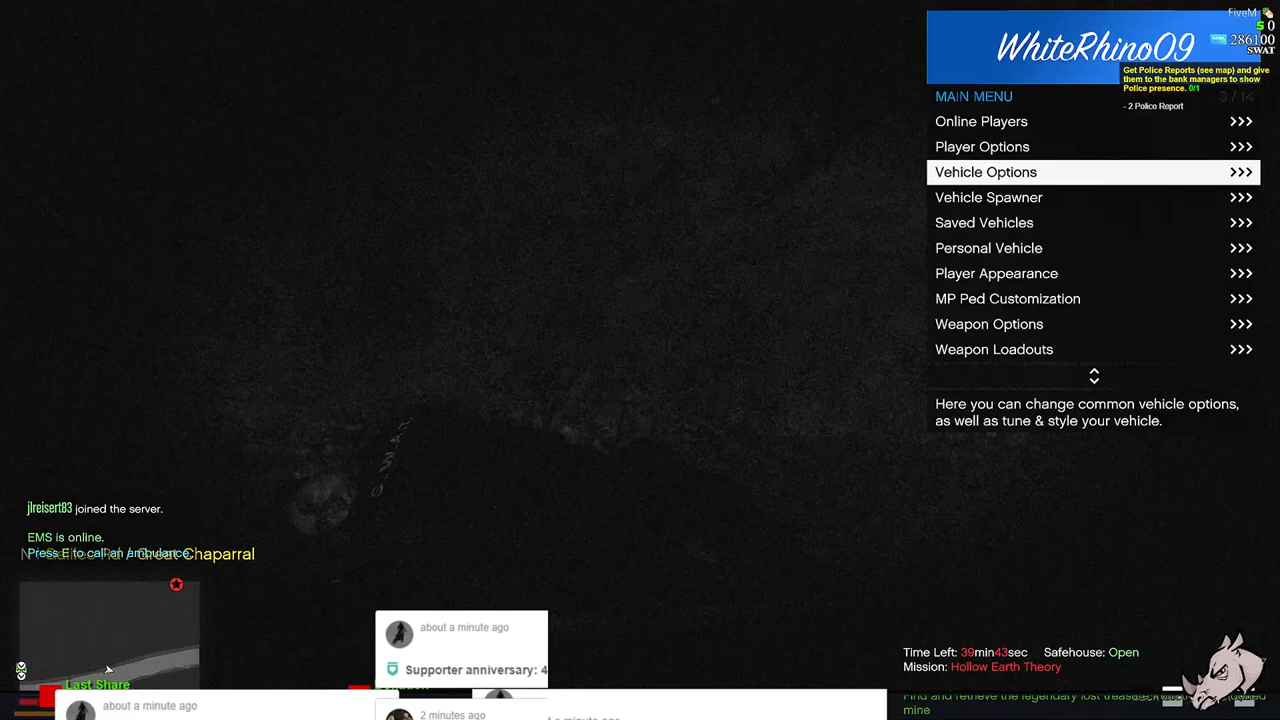 FiveM
$ 0
286100
SWAT
WhiteRhino09
Get Police Reports (see map) and give
them to the bank managers to show
Police presence. 0/1
- 2 Police Report
MAIN MENU 3 / 14
Online Players >>>
Player Options >>>
Vehicle Options >>>
Vehicle Spawner >>>
Saved Vehicles >>>
Personal Vehicle >>>
Player Appearance >>>
MP Ped Customization >>>
Weapon Options >>>
Weapon Loadouts >>>
Here you can change common vehicle options,
as well as tune & style your vehicle.
jlreisert83 joined the server.
EMS is online.
Press E to call an ambulance.
Chaparral
about a minute ago
Supporter anniversary: 4
Last Share
about a minute ago
2 minutes ago
Time Left: 39min43sec Safehouse: Open
Mission: Hollow Earth Theory
Find and retrieve the legendary lost
mine